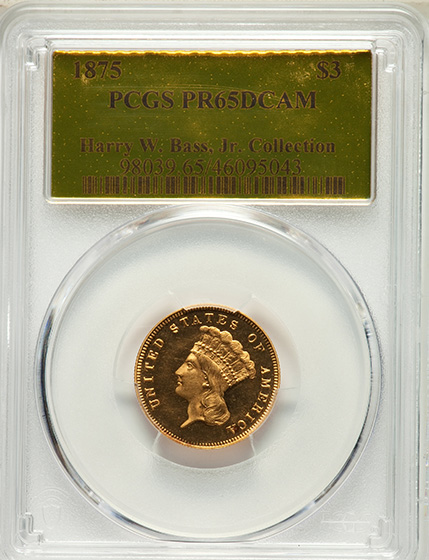 1875 $3
PCGS PR65DCAM
Harry W. Bass, Jr. Collection
98039.65/46095043
UNITED STATES OF AMERICA